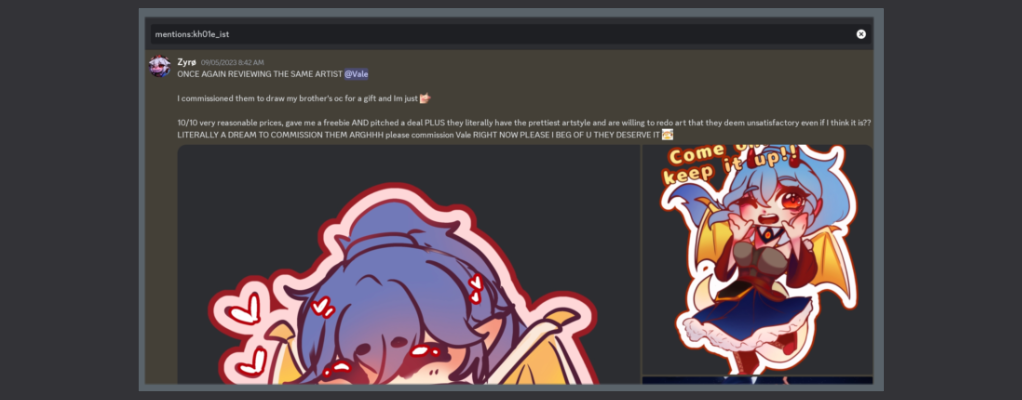 mentions:kh01e_ist
Zyrø 09/05/2023 8:42 AM
ONCE AGAIN REVIEWING THE SAME ARTIST @Vale
I commissioned them to draw my brother's oc for a gift and Im just
10/10 very reasonable prices, gave me a freebie AND pitched a deal PLUS they literally have the prettiest artstyle and are willing to redo art that they deem unsatisfactory even if I think it is??
LITERALLY A DREAM TO COMMISSION THEM ARGHHH please commission Vale RIGHT NOW PLEASE I BEG OF U THEY DESERVE IT
Come
keep it up!!